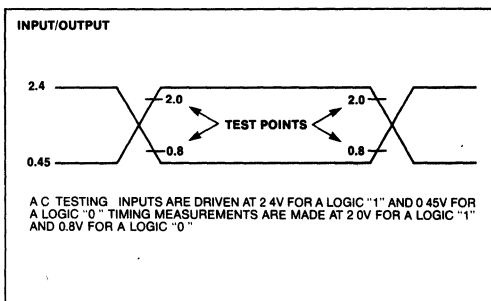 INPUT/OUTPUT
2.4
2.0
2.0
TEST POINTS
0.8
0.8
0.45
A C TESTING INPUTS ARE DRIVEN AT 2 4V FOR A LOGIC "1" AND 0 45V FOR
A LOGIC "0 " TIMING MEASUREMENTS ARE MADE AT 2 0V FOR A LOGIC "1"
AND 0.8V FOR A LOGIC "0 "